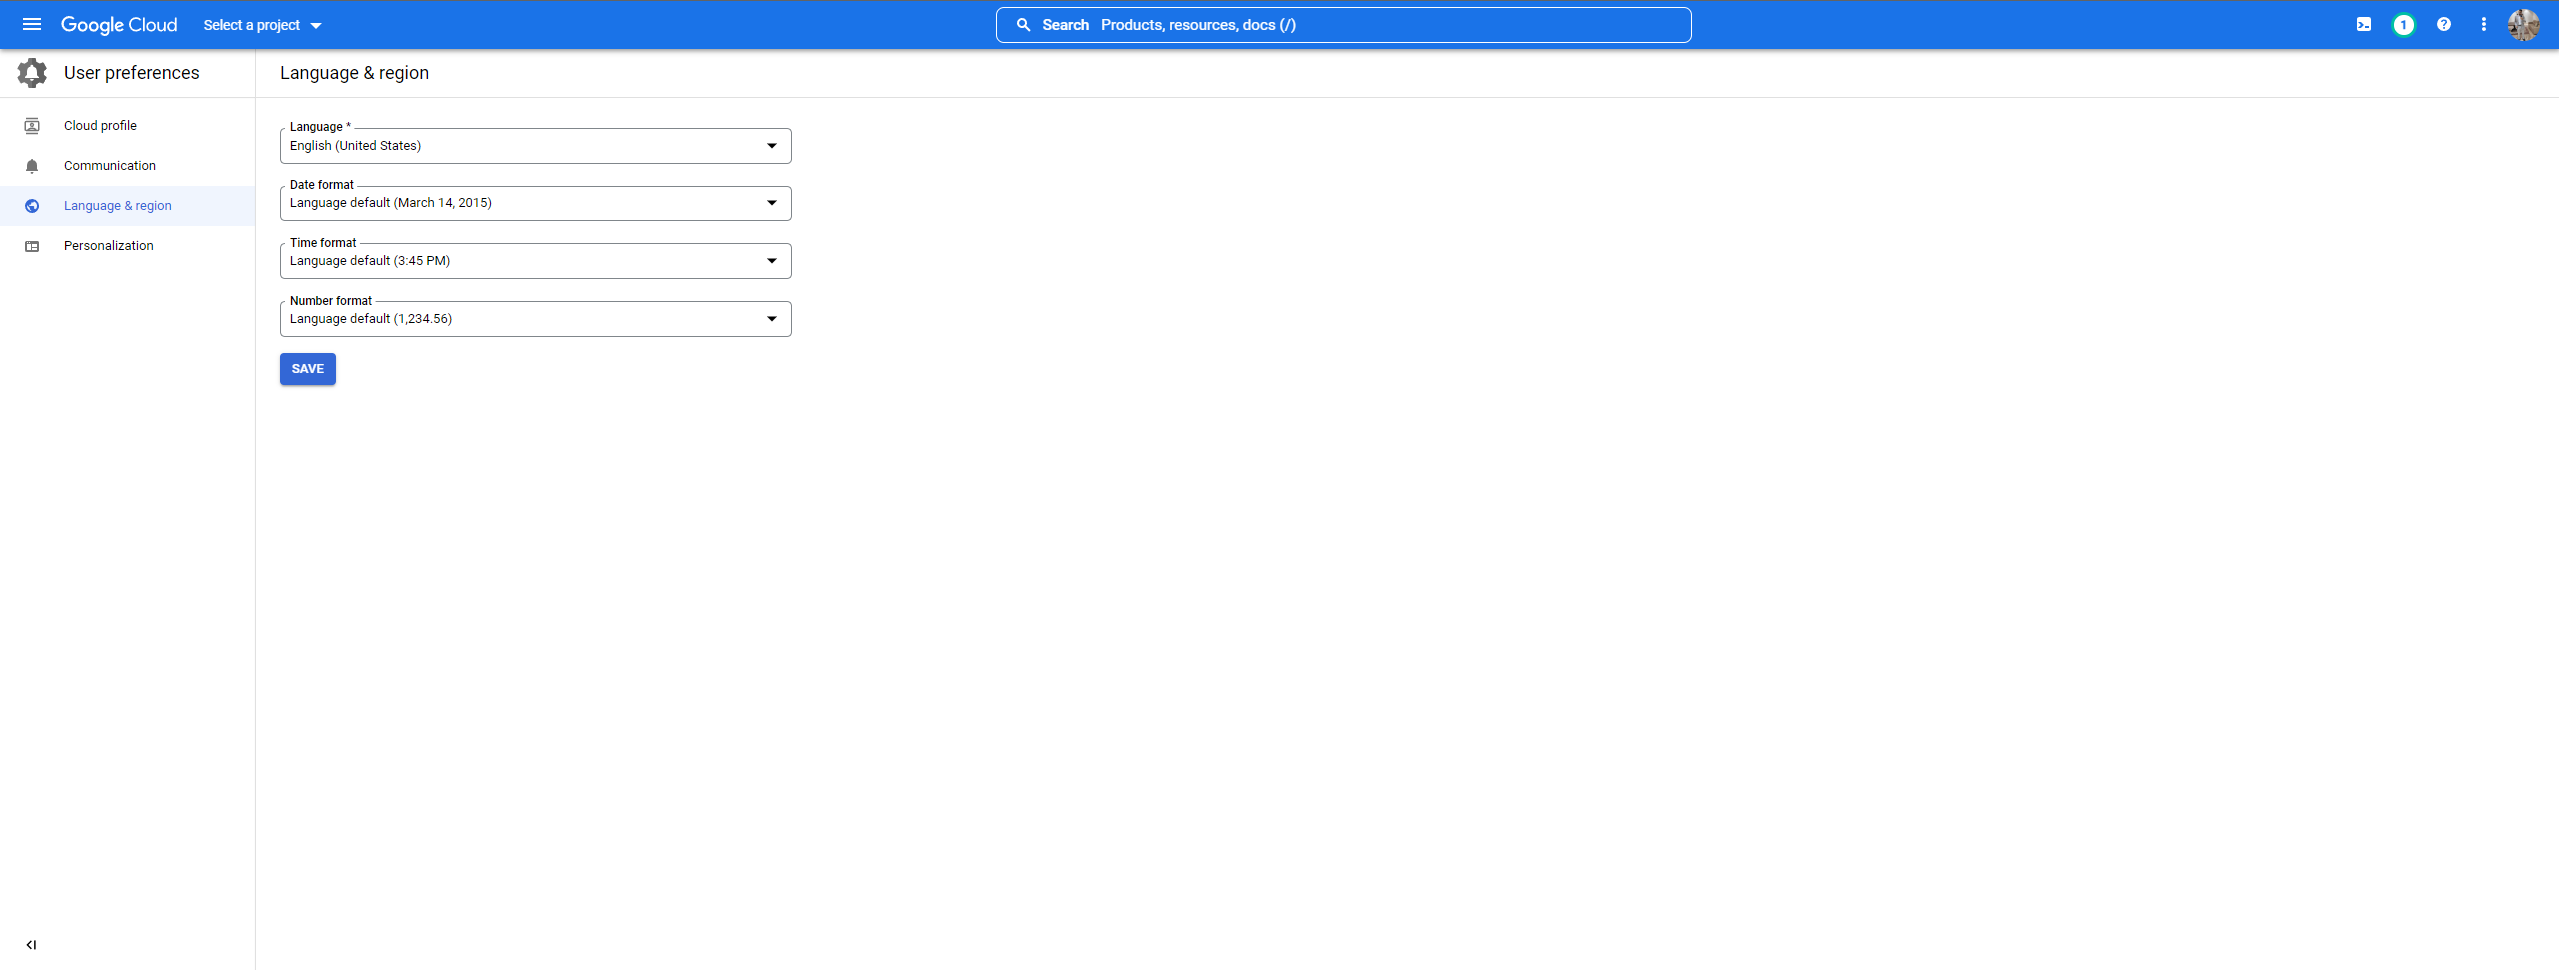 Google Cloud
Select a project
Search Products, resources, docs (/)
1
User preferences
Language & region
Cloud profile
Communication
Language & region
Personalization
Language *
English (United States)
Date format
Language default (March 14, 2015)
Time format
Language default (3:45 PM)
Number format
Language default (1,234.56)
SAVE